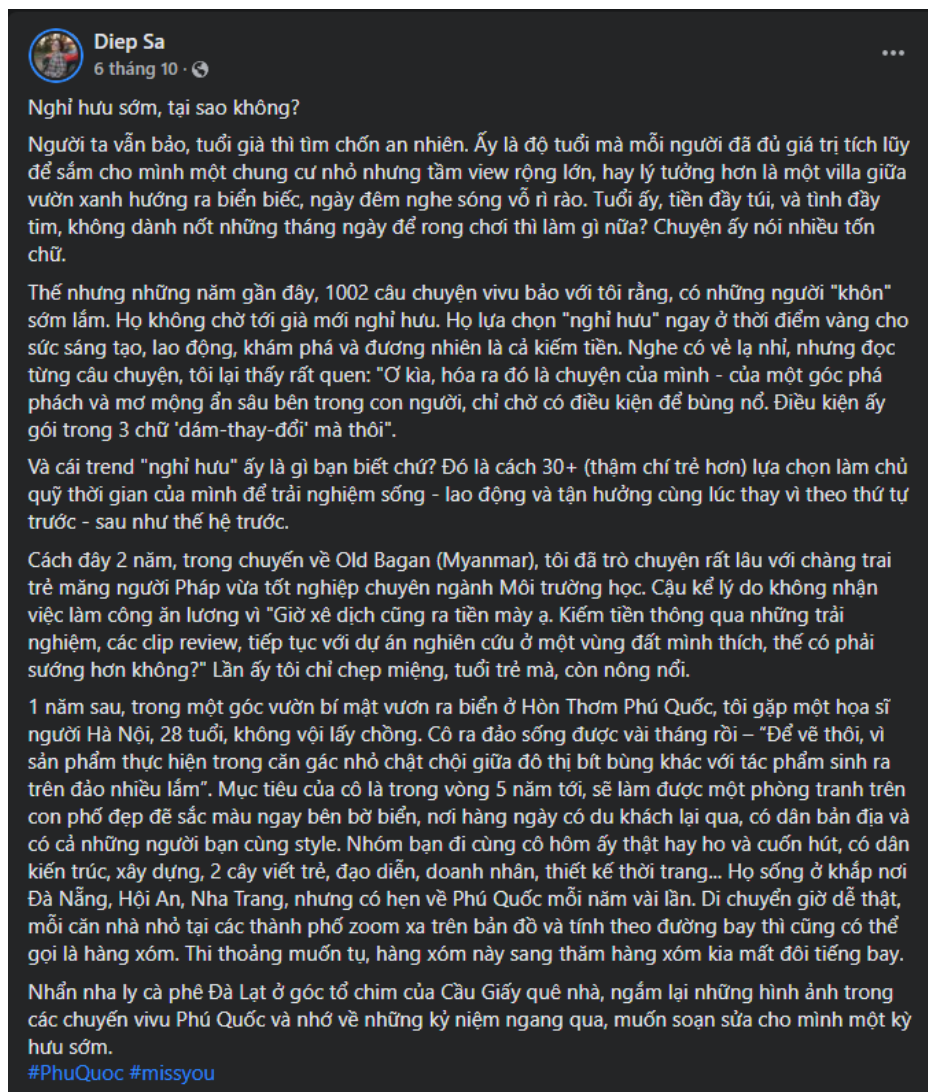 Diep Sa
6 tháng 10 ·
Nghỉ hưu sớm, tại sao không?
Người ta vẫn bảo, tuổi già thì tìm chốn an nhiên. Ấy là độ tuổi mà mỗi người đã đủ giá trị tích lũy
để sắm cho mình một chung cư nhỏ nhưng tầm view rộng lớn, hay lý tưởng hơn là một villa giữa
vườn xanh hướng ra biển biếc, ngày đêm nghe sóng vỗ rì rào. Tuổi ấy, tiền đầy túi, và tình đầy
tim, không dành nốt những tháng ngày để rong chơi thì làm gì nữa? Chuyện ấy nói nhiều tốn
chữ.
Thế nhưng những năm gần đây, 1002 câu chuyện vivu bảo với tôi rằng, có những người "khôn"
sớm lắm. Họ không chờ tới già mới nghỉ hưu. Họ lựa chọn "nghỉ hưu" ngay ở thời điểm vàng cho
sức sáng tạo, lao động, khám phá và đương nhiên là cả kiếm tiền. Nghe có vẻ lạ nhỉ, nhưng đọc
từng câu chuyện, tôi lại thấy rất quen: "Ơ kìa, hóa ra đó là chuyện của mình - của một góc phá
phách và mơ mộng ẩn sâu bên trong con người, chỉ chờ có điều kiện để bùng nổ. Điều kiện ấy
gói trong 3 chữ 'dám-thay-đổi' mà thôi".
Và cái trend "nghỉ hưu" ấy là gì bạn biết chứ? Đó là cách 30+ (thậm chí trẻ hơn) lựa chọn làm chủ
quỹ thời gian của mình để trải nghiệm sống - lao động và tận hưởng cùng lúc thay vì theo thứ tự
trước - sau như thế hệ trước.
Cách đây 2 năm, trong chuyến về Old Bagan (Myanmar), tôi đã trò chuyện rất lâu với chàng trai
trẻ măng người Pháp vừa tốt nghiệp chuyên ngành Môi trường học. Cậu kể lý do không nhận
việc làm công ăn lương vì "Giờ xê dịch cũng ra tiền mày ạ. Kiếm tiền thông qua những trải
nghiệm, các clip review, tiếp tục với dự án nghiên cứu ở một vùng đất mình thích, thế có phải
sướng hơn không?" Lần ấy tôi chỉ chẹp miệng, tuổi trẻ mà, còn nông nổi.
1 năm sau, trong một góc vườn bí mật vươn ra biển ở Hòn Thơm Phú Quốc, tôi gặp một họa sĩ
người Hà Nội, 28 tuổi, không vội lấy chồng. Cô ra đảo sống được vài tháng rồi – "Để vẽ thôi, vì
sản phẩm thực hiện trong căn gác nhỏ chật chội giữa đô thị bít bùng khác với tác phẩm sinh ra
trên đảo nhiều lắm". Mục tiêu của cô là trong vòng 5 năm tới, sẽ làm được một phòng tranh trên
con phố đẹp đẽ sắc màu ngay bên bờ biển, nơi hàng ngày có du khách lại qua, có dân bản địa và
có cả những người bạn cùng style. Nhóm bạn đi cùng cô hôm ấy thật hay ho và cuốn hút, có dân
kiến trúc, xây dựng, 2 cây viết trẻ, đạo diễn, doanh nhân, thiết kế thời trang... Họ sống ở khắp nơi
Đà Nẵng, Hội An, Nha Trang, nhưng có hẹn về Phú Quốc mỗi năm vài lần. Di chuyển giờ dễ thật,
mỗi căn nhà nhỏ tại các thành phố zoom xa trên bản đồ và tính theo đường bay thì cũng có thể
gọi là hàng xóm. Thi thoảng muốn tụ, hàng xóm này sang thăm hàng xóm kia mất đôi tiếng bay.
Nhẩn nha ly cà phê Đà Lạt ở góc tổ chim của Cầu Giấy quê nhà, ngắm lại những hình ảnh trong
các chuyến vivu Phú Quốc và nhớ về những kỷ niệm ngang qua, muốn soạn sửa cho mình một kỳ
hưu sớm.
#PhuQuoc #missyou